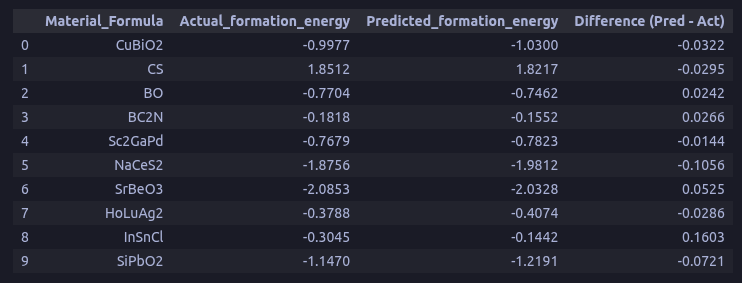 Material_Formula Actual_formation_energy Predicted_formation_energy Difference (Pred - Act)
0 CuBiO2 -0.9977 -1.0300 -0.0322
1 CS 1.8512 1.8217 -0.0295
2 BO -0.7704 -0.7462 0.0242
3 BC2N -0.1818 -0.1552 0.0266
4 Sc2GaPd -0.7679 -0.7823 -0.0144
5 NaCeS2 -1.8756 -1.9812 -0.1056
6 SrBeO3 -2.0853 -2.0328 0.0525
7 HoLuAg2 -0.3788 -0.4074 -0.0286
8 InSnCl -0.3045 -0.1442 0.1603
9 SiPbO2 -1.1470 -1.2191 -0.0721